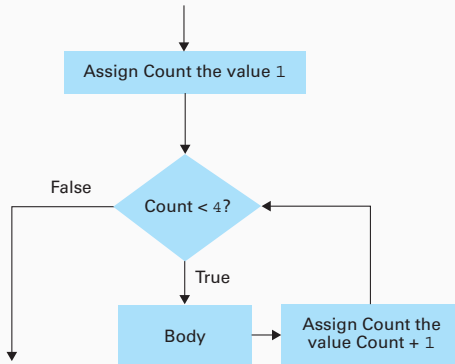 Assign Count the value 1
False
Count < 4?
True
Body
Assign Count the
value Count + 1